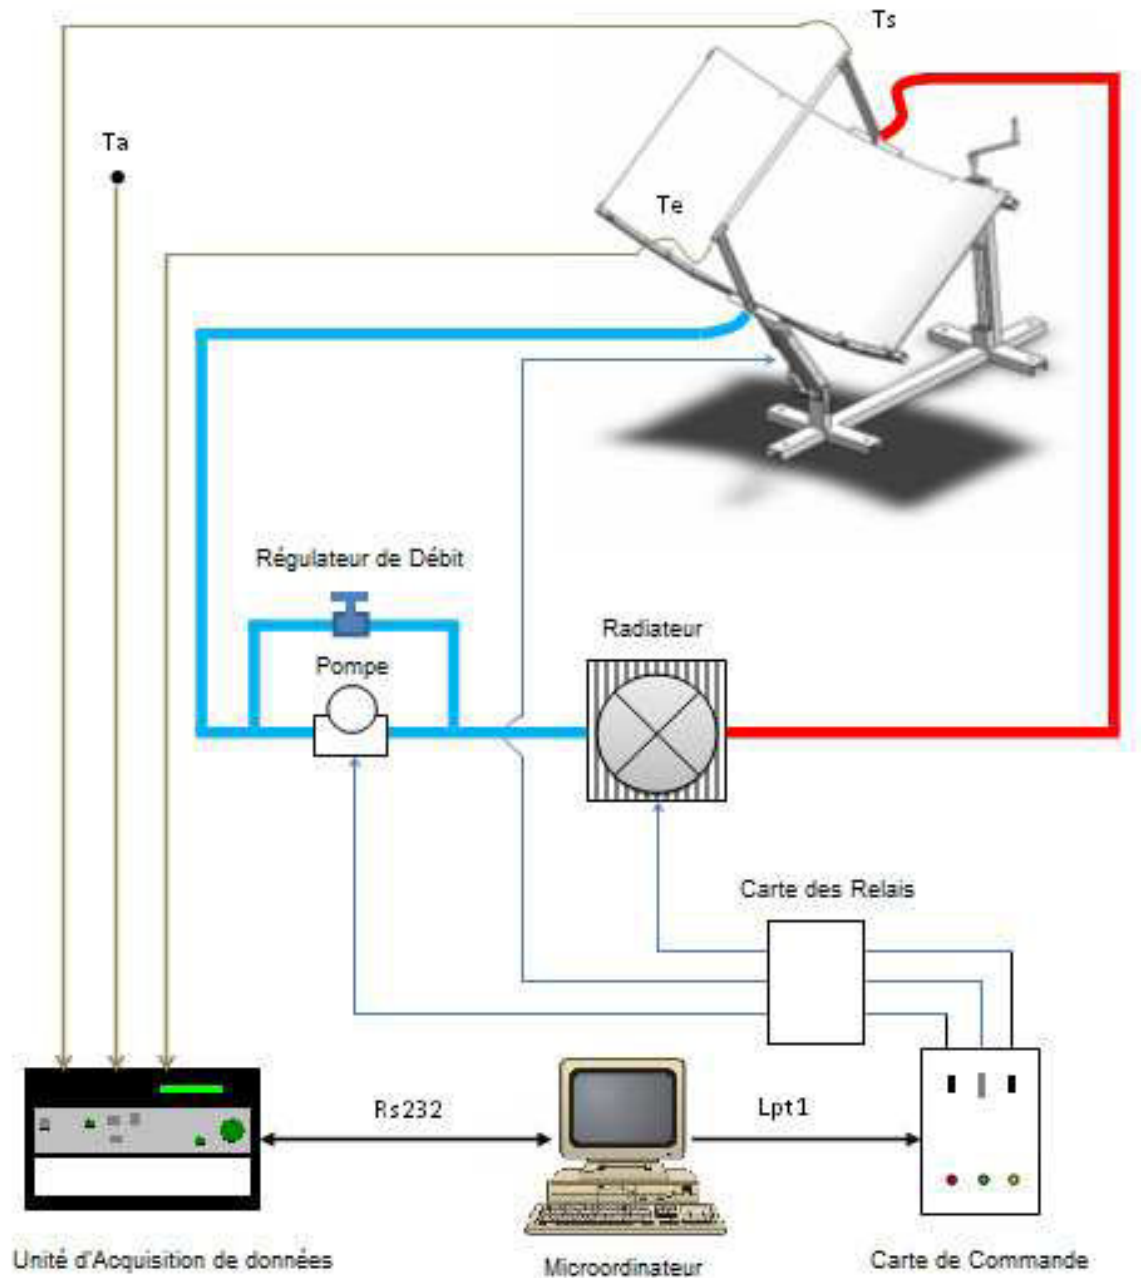 Ts
Ta
Te
Régulateur de Débit
Radiateur
Pompe
Carte des Relais
Rs232
Lpt1
Unité d'Acquisition de données
Microordinateur
Carte de Commande